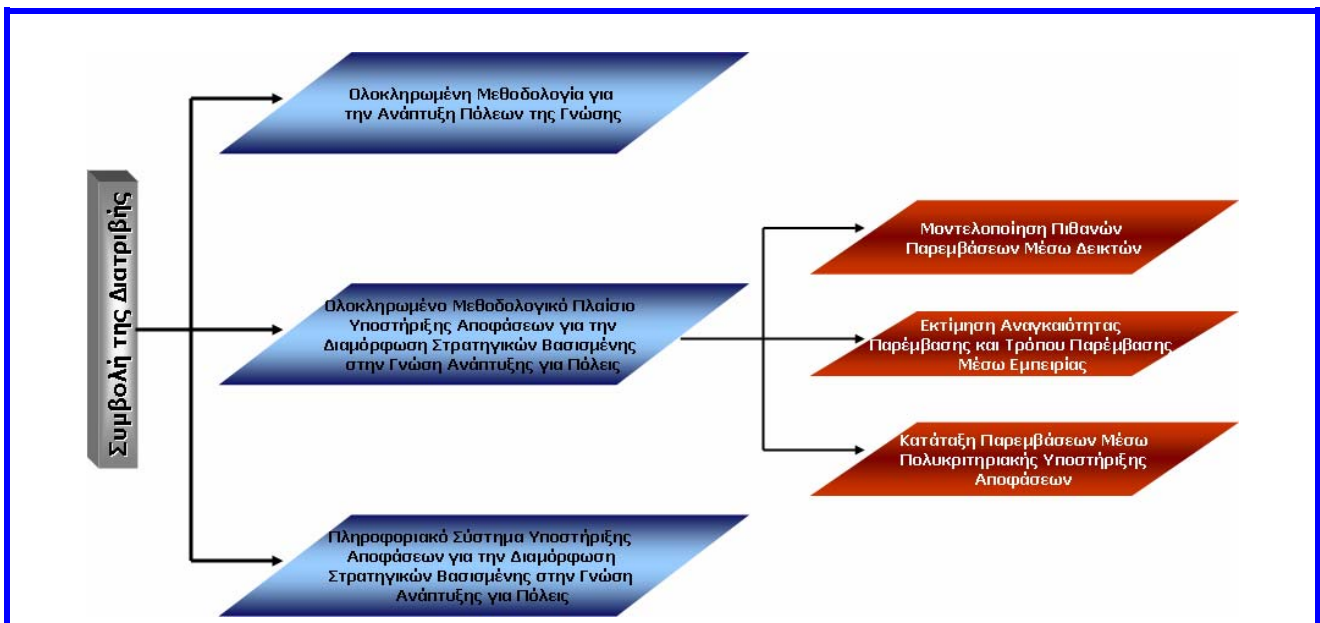 Συμβολή της Διατριβής
Ολοκληρωμένη Μεθοδολογία για
την Ανάπτυξη Πόλεων της Γνώσης
Ολοκληρωμένο Μεθοδολογικό Πλαίσιο
Υποστήριξης Αποφάσεων για την
Διαμόρφωση Στρατηγικών Βασισμένης
στην Γνώση Ανάπτυξης για Πόλεις
Μοντελοποίηση Πιθανών
Παρεμβάσεων Μέσω Δεικτών
Εκτίμηση Αναγκαιότητας
Παρέμβασης και Τρόπου Παρέμβασης
Μέσω Εμπειρίας
Κατάταξη Παρεμβάσεων Μέσω
Πολυκριτηριακής Υποστήριξης
Αποφάσεων
Πληροφοριακό Σύστημα Υποστήριξης
Αποφάσεων για την Διαμόρφωση
Στρατηγικών Βασισμένης στην Γνώση
Ανάπτυξης για Πόλεις